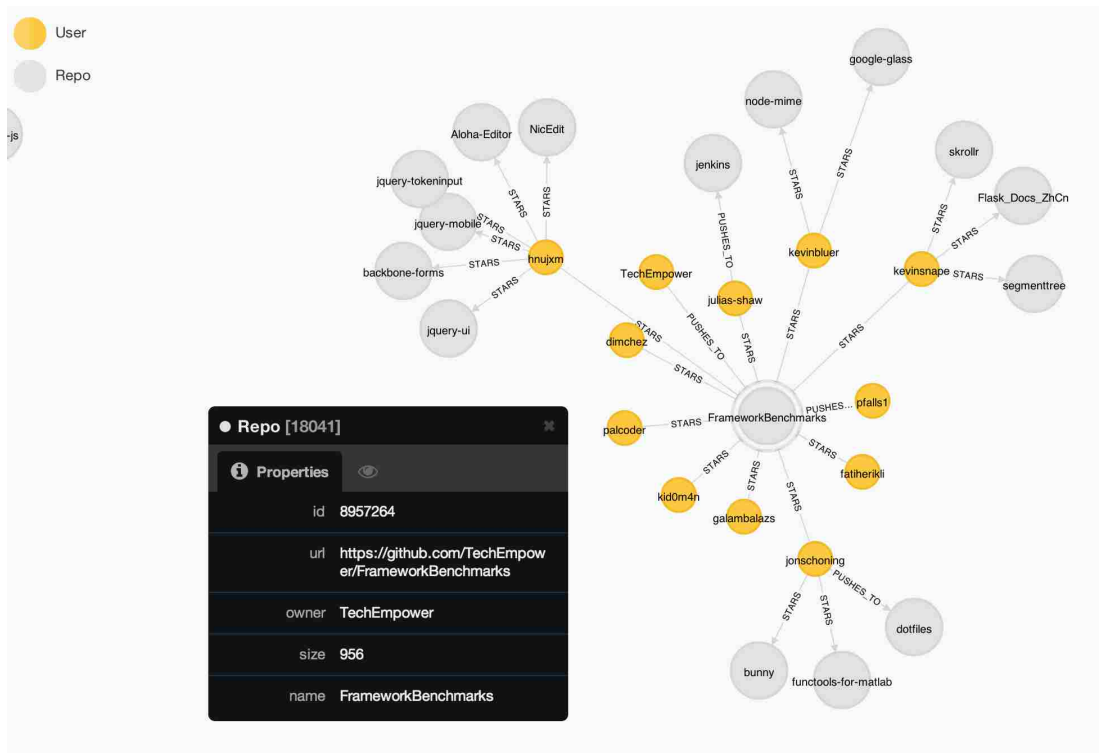 User
Repo
-js
google-glass
node-mime
Aloha-Editor
NicEdit
skrollr
jenkins
STARS
STARS
jquery-tokeninput
Flask_Docs_ZhCn
STARS
STARS
STARS
STARS
PUSHES_TO
jquery-mobile
STARS
STARS
STARS
kevinbluer
hnujxm
backbone-forms
STARS
kevinsnape
STARS
TechEmpower
segmenttree
STARS
julias-shaw
jquery-ui
STARS
PUSHES_TO
STARS
STARS
STARS
dimchez
STARS
pfalls1
PUSHES...
FrameworkBenchmarks
STARS
palcoder
STARS
STARS
STARS
fatiherikli
kid0m4n
STARS
galambalazs
jonschoning
PUSHES_TO
STARS
STARS
dotfiles
bunny
functools-for-matlab
Repo [18041]
Properties
id 8957264
url https://github.com/TechEmpow
er/FrameworkBenchmarks
owner TechEmpower
size 956
name FrameworkBenchmarks